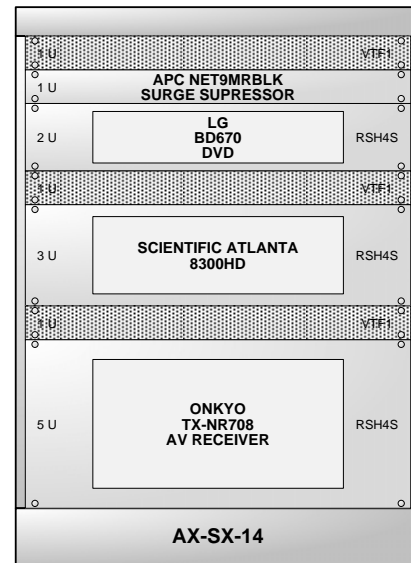 1 U VTF1
1 U APC NET9MRBLK
SURGE SUPRESSOR
LG
2 U BD670 RSH4S
DVD
1 U VTF1
SCIENTIFIC ATLANTA
3 U 8300HD RSH4S
1 U VTF1
ONKYO
5 U TX-NR708 RSH4S
AV RECEIVER
AX-SX-14